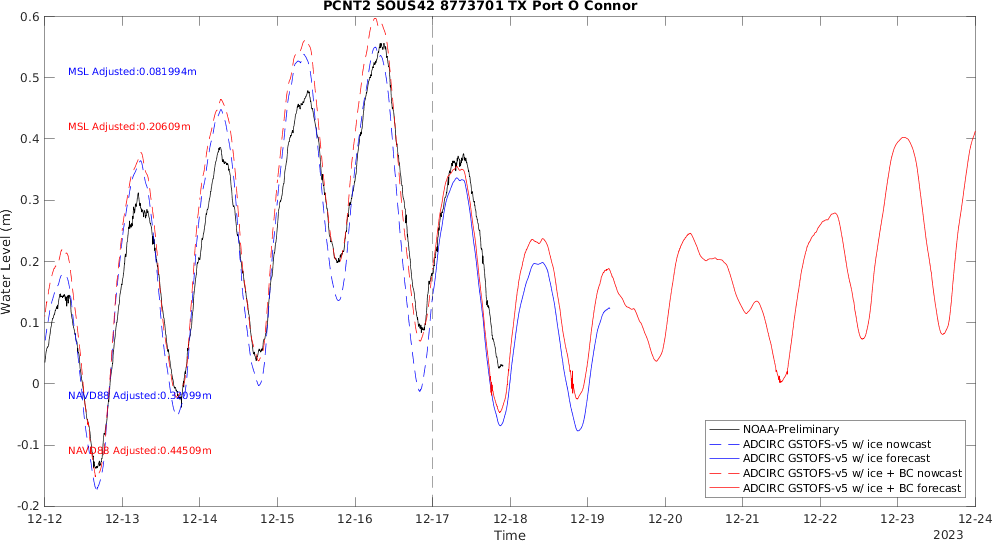 PCNT2 SOUS42 8773701 TX Port O Connor
0.6
0.5
0.4
0.3
0.2
0.1
0
-0.1
-0.2
Water Level (m)
MSL Adjusted:0.081994m
MSL Adjusted:0.20609m
NAVD88 Adjusted:
NAVD88 Adjusted:0.44509m
NOAA-Preliminary
ADCIRC GSTOFS-v5 w/ ice nowcast
ADCIRC GSTOFS-v5 w/ ice forecast
ADCIRC GSTOFS-v5 w/ ice + BC nowcast
ADCIRC GSTOFS-v5 w/ ice + BC forecast
12-12 12-13 12-14 12-15 12-16 12-17 12-18 12-19 12-20 12-21 12-22 12-23 12-24
Time
2023